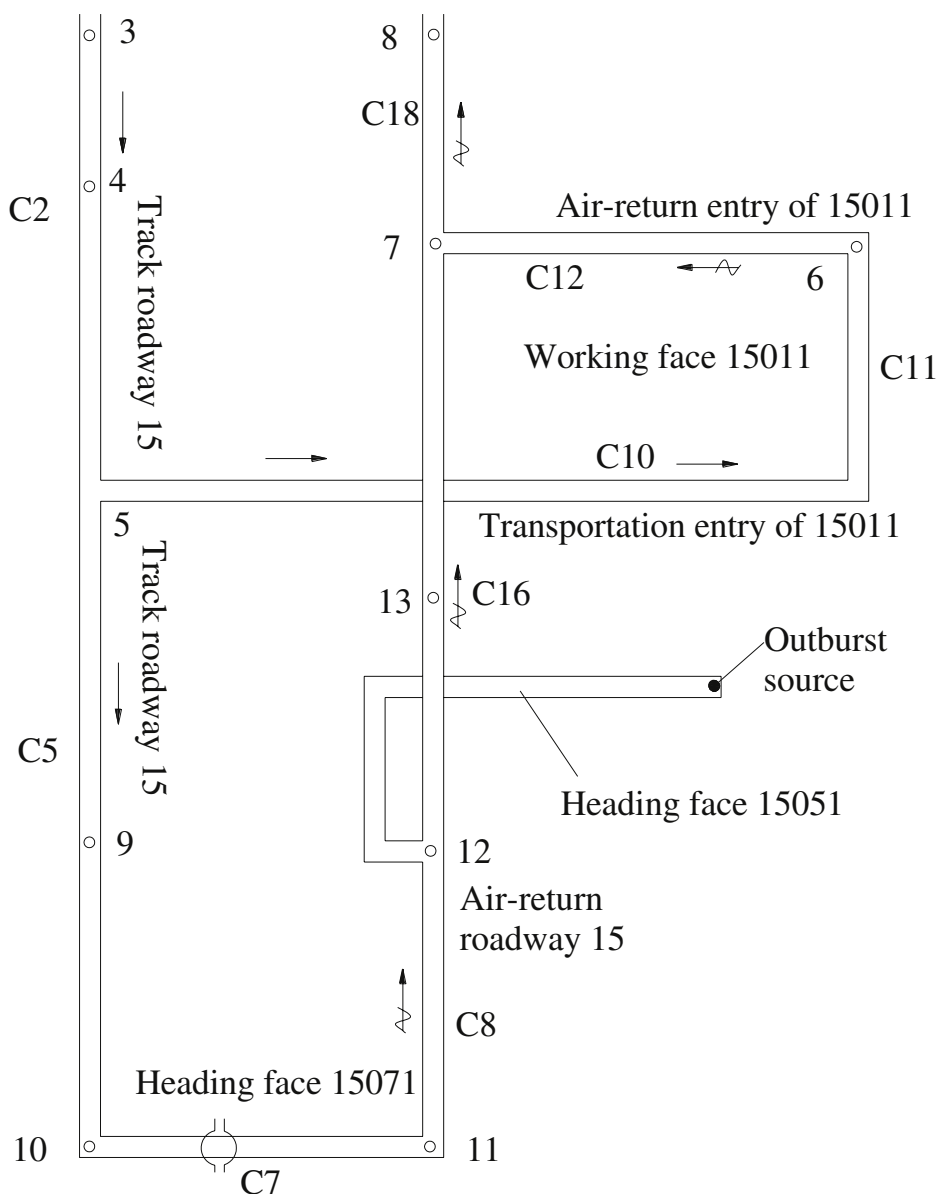 3
8
C18
4
C2
Track roadway 15
Air-return entry of 15011
7
C12
6
Working face 15011
C11
C10
5
Transportation entry of 15011
Track roadway 15
13
C16
Outburst
source
C5
Heading face 15051
9
12
Air-return
roadway 15
C8
Heading face 15071
10
11
C7